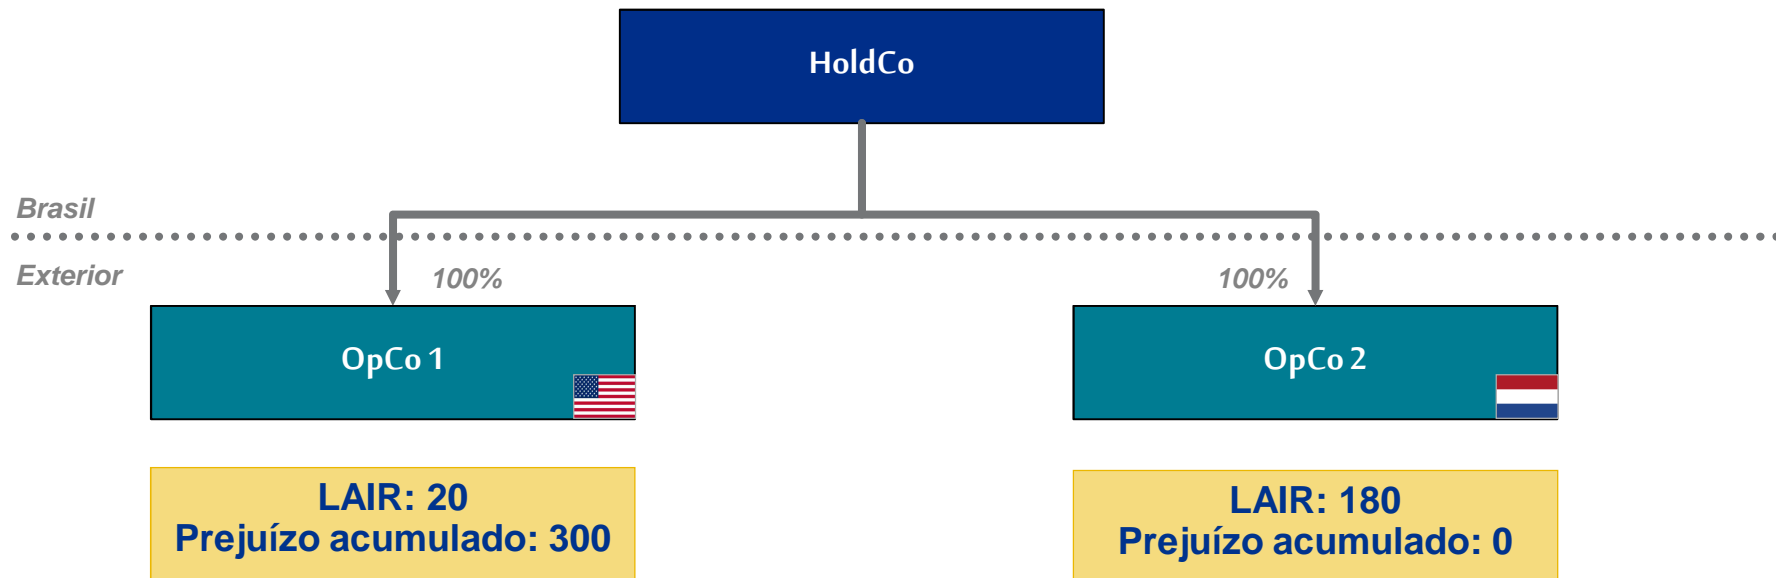 HoldCo
Brasil
Exterior
100%
100%
OpCo 1
OpCo 2
LAIR: 20
Prejuízo acumulado: 300
LAIR: 180
Prejuízo acumulado: 0